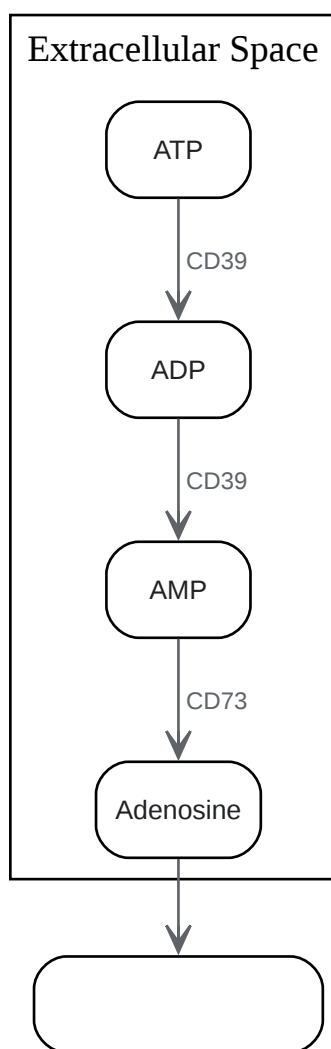 Extracellular Space
ATP
CD39
ADP
CD39
AMP
CD73
Adenosine